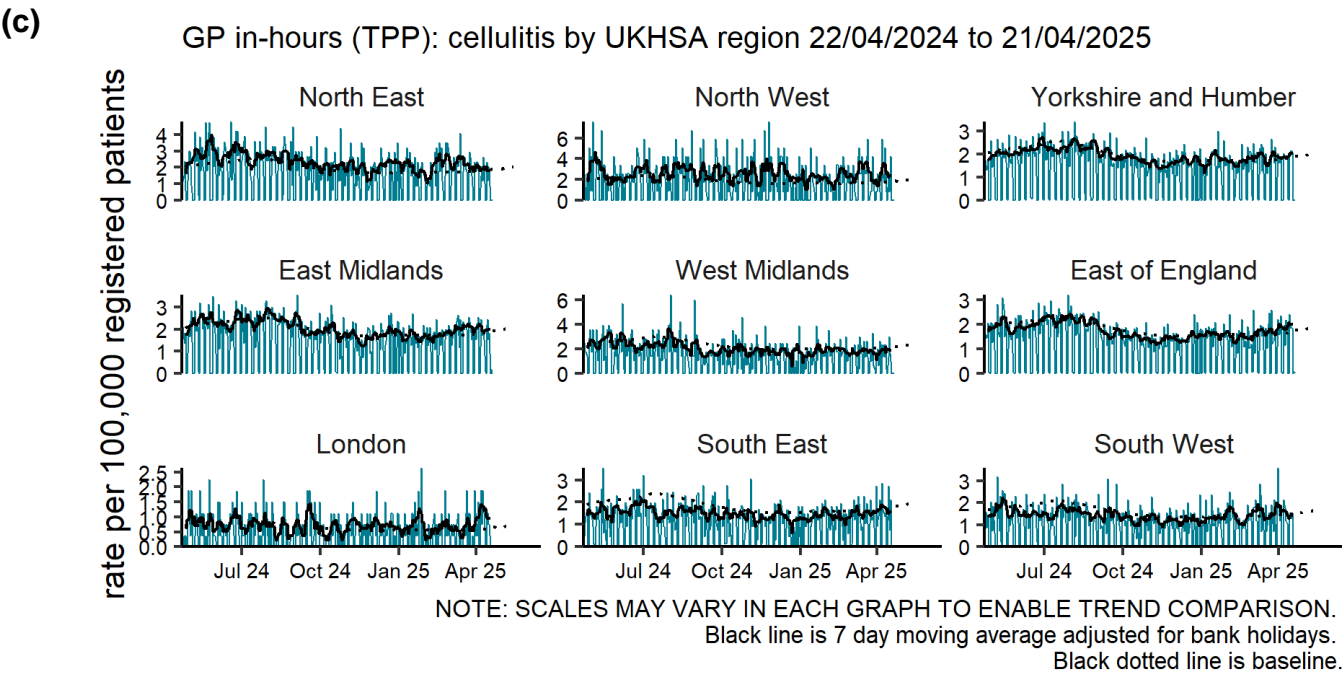 (c)
GP in-hours (TPP): cellulitis by UKHSA region 22/04/2024 to 21/04/2025
rate per 100,000 registered patients
North East
4
3
2
1
0
North West
6
4
2
0
Yorkshire and Humber
3
2
1
0
East Midlands
3
2
1
0
West Midlands
6
4
2
0
East of England
3
2
1
0
London
2.5
2.0
1.5
1.0
0.5
0.0
Jul 24 Oct 24 Jan 25 Apr 25
South East
3
2
1
0
Jul 24 Oct 24 Jan 25 Apr 25
South West
3
2
1
0
Jul 24 Oct 24 Jan 25 Apr 25
NOTE: SCALES MAY VARY IN EACH GRAPH TO ENABLE TREND COMPARISON.
Black line is 7 day moving average adjusted for bank holidays.
Black dotted line is baseline.